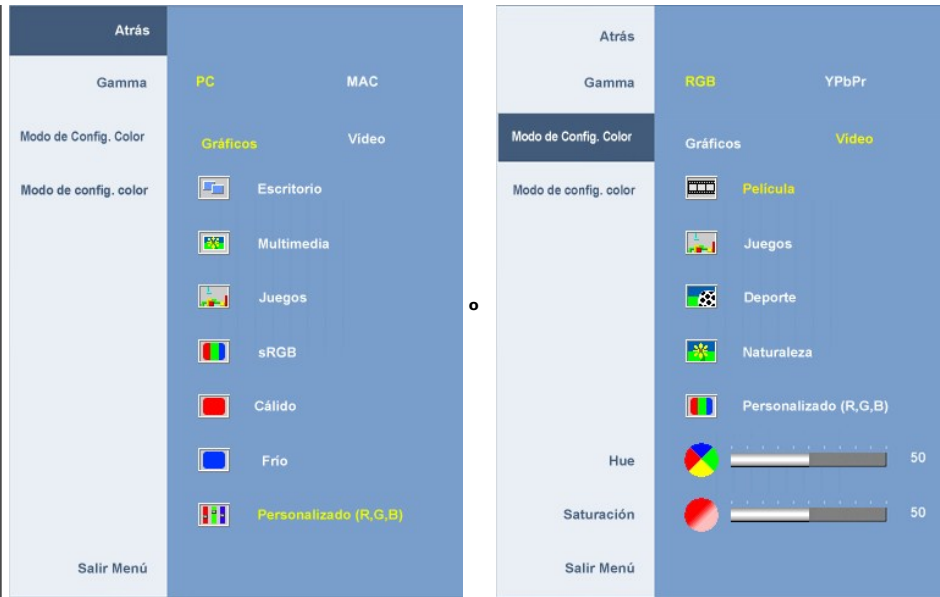 Atrás
Gamma PC MAC
Modo de Config. Color Gráficos Vídeo
Modo de config. color Escritorio
Multimedia
Juegos
sRGB
Cálido
Frío
Personalizado (R,G,B)
Salir Menú
o
Atrás
Gamma RGB YPbPr
Modo de Config. Color Gráficos Vídeo
Modo de config. color Película
Juegos
Deporte
Naturaleza
Personalizado (R,G,B)
Hue 50
Saturación 50
Salir Menú